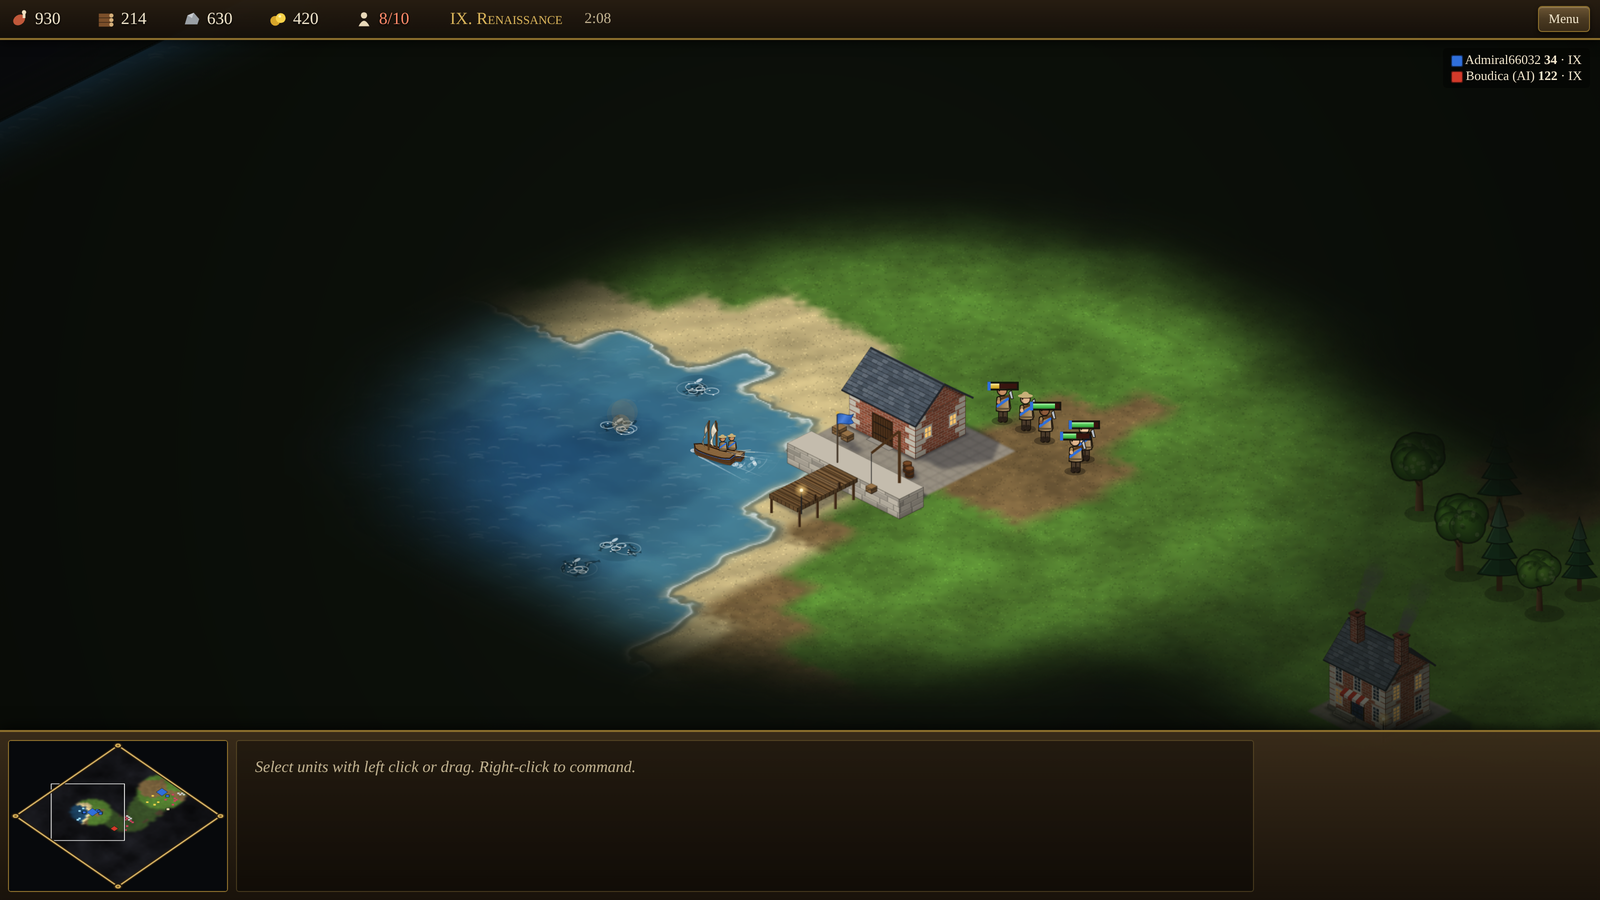 930 214 630 420 8/10 IX. Renaissance 2:08 Menu
Admiral66032 34 · IX
Boudica (AI) 122 · IX
Select units with left click or drag. Right-click to command.